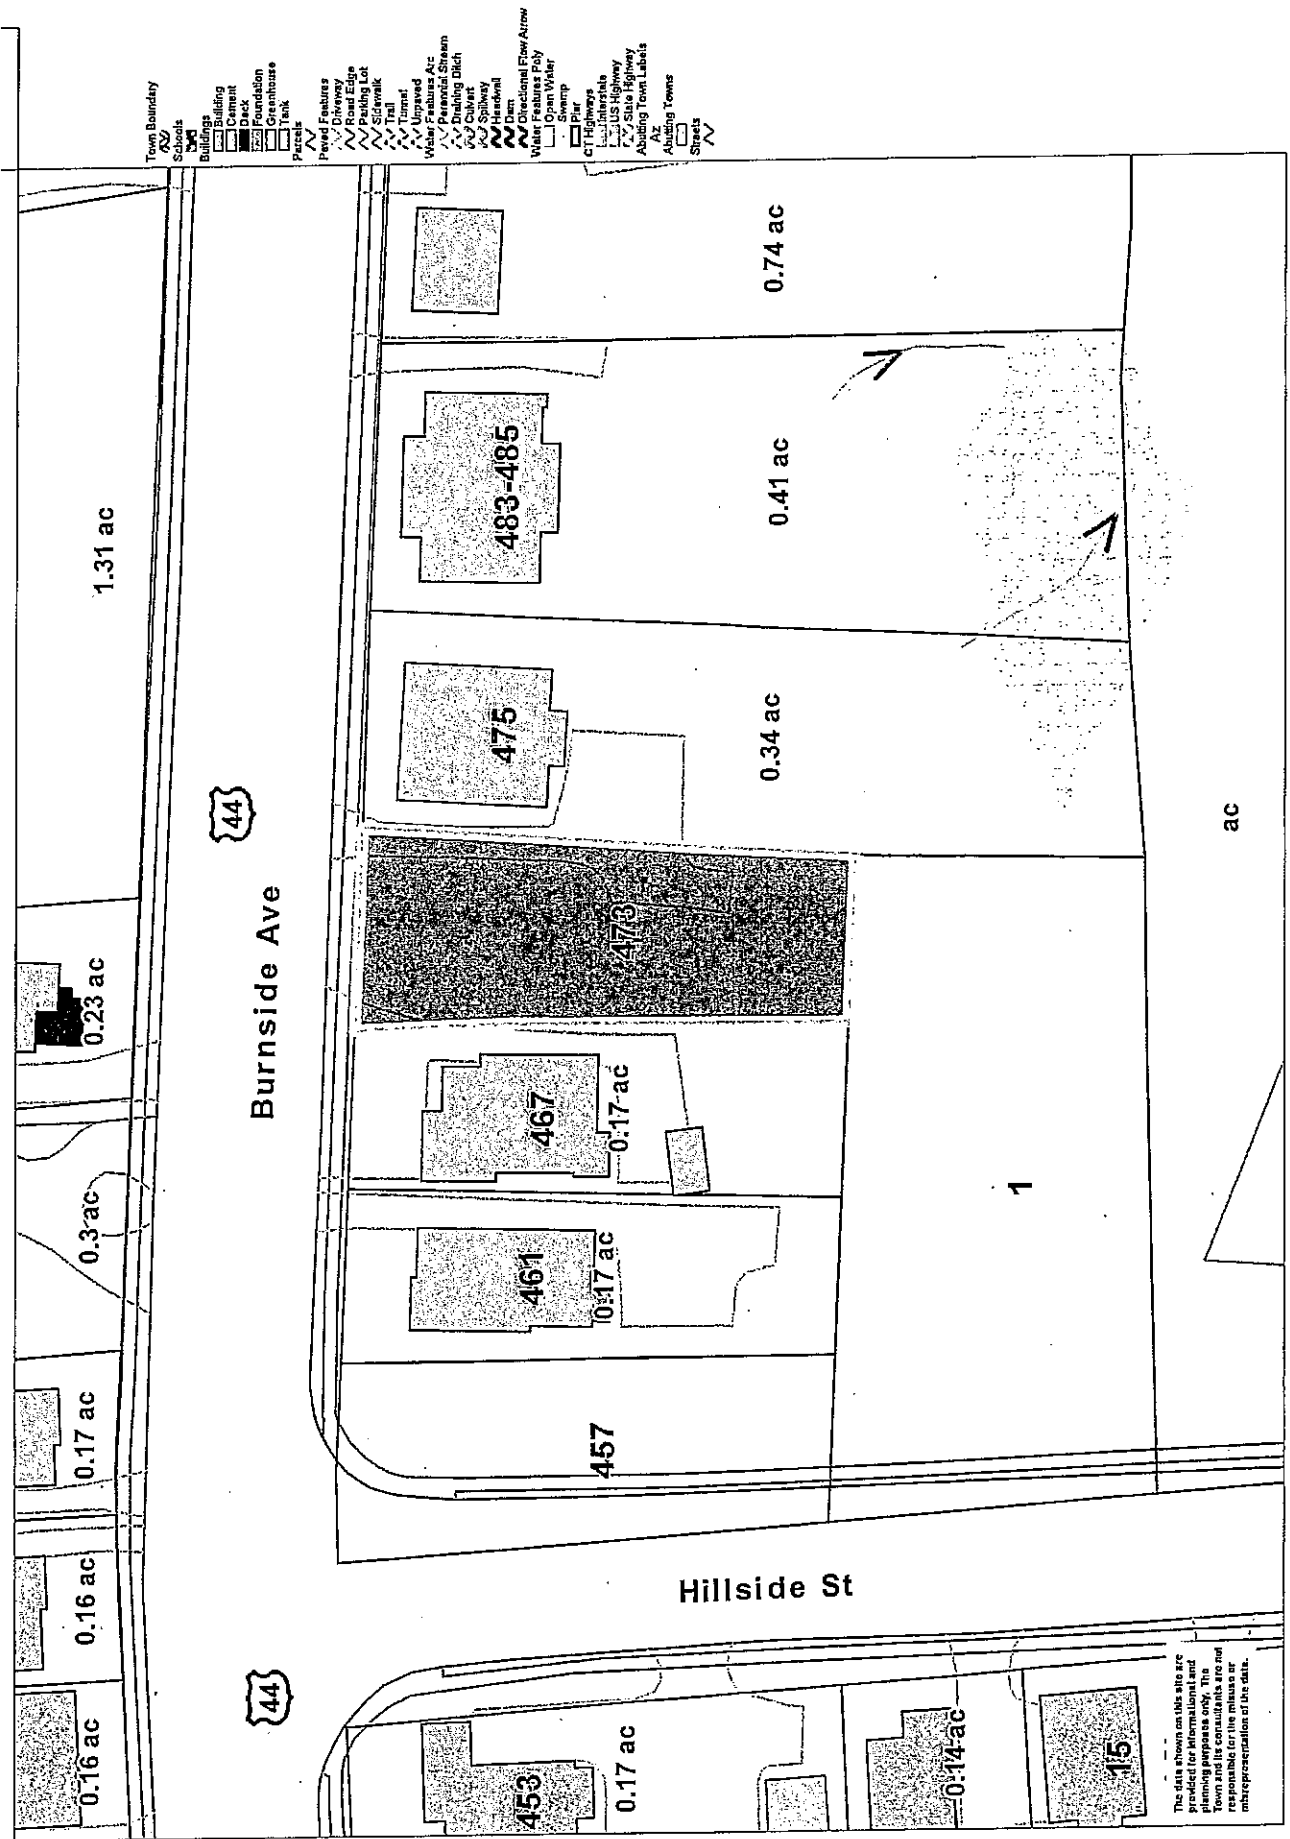 Town Boundary
Schools
Buildings
Building
Cement
Deck
Foundation
Greenhouse
Tank
Parcels
Paved Features
Driveway
Road Edge
Parking Lot
Sidewalk
Trail
Tunnel
Unpaved
Water Features Arc
Perennial Stream
Draining Ditch
Culvert
Spillway
Headwall
Dam
Directional Flow Arrow
Water Features Poly
Open Water
Swamp
Pier
CT Highways
Interstate
US Highway
State Highway
Abutting Town Labels
Az
Abutting Towns
Streets
1.31 ac
0.23 ac
0.3 ac
0.17 ac
0.16 ac
0.16 ac
44
Burnside Ave
44
0.74 ac
483-485
0.41 ac
475
0.34 ac
473
467
0.17 ac
461
0.17 ac
457
1
ac
Hillside St
453
0.17 ac
0.14 ac
15
The data shown on this site are
provided for informational and
planning purposes only. The
Town and its consultants are not
responsible for the misuse or
misrepresentation of the data.